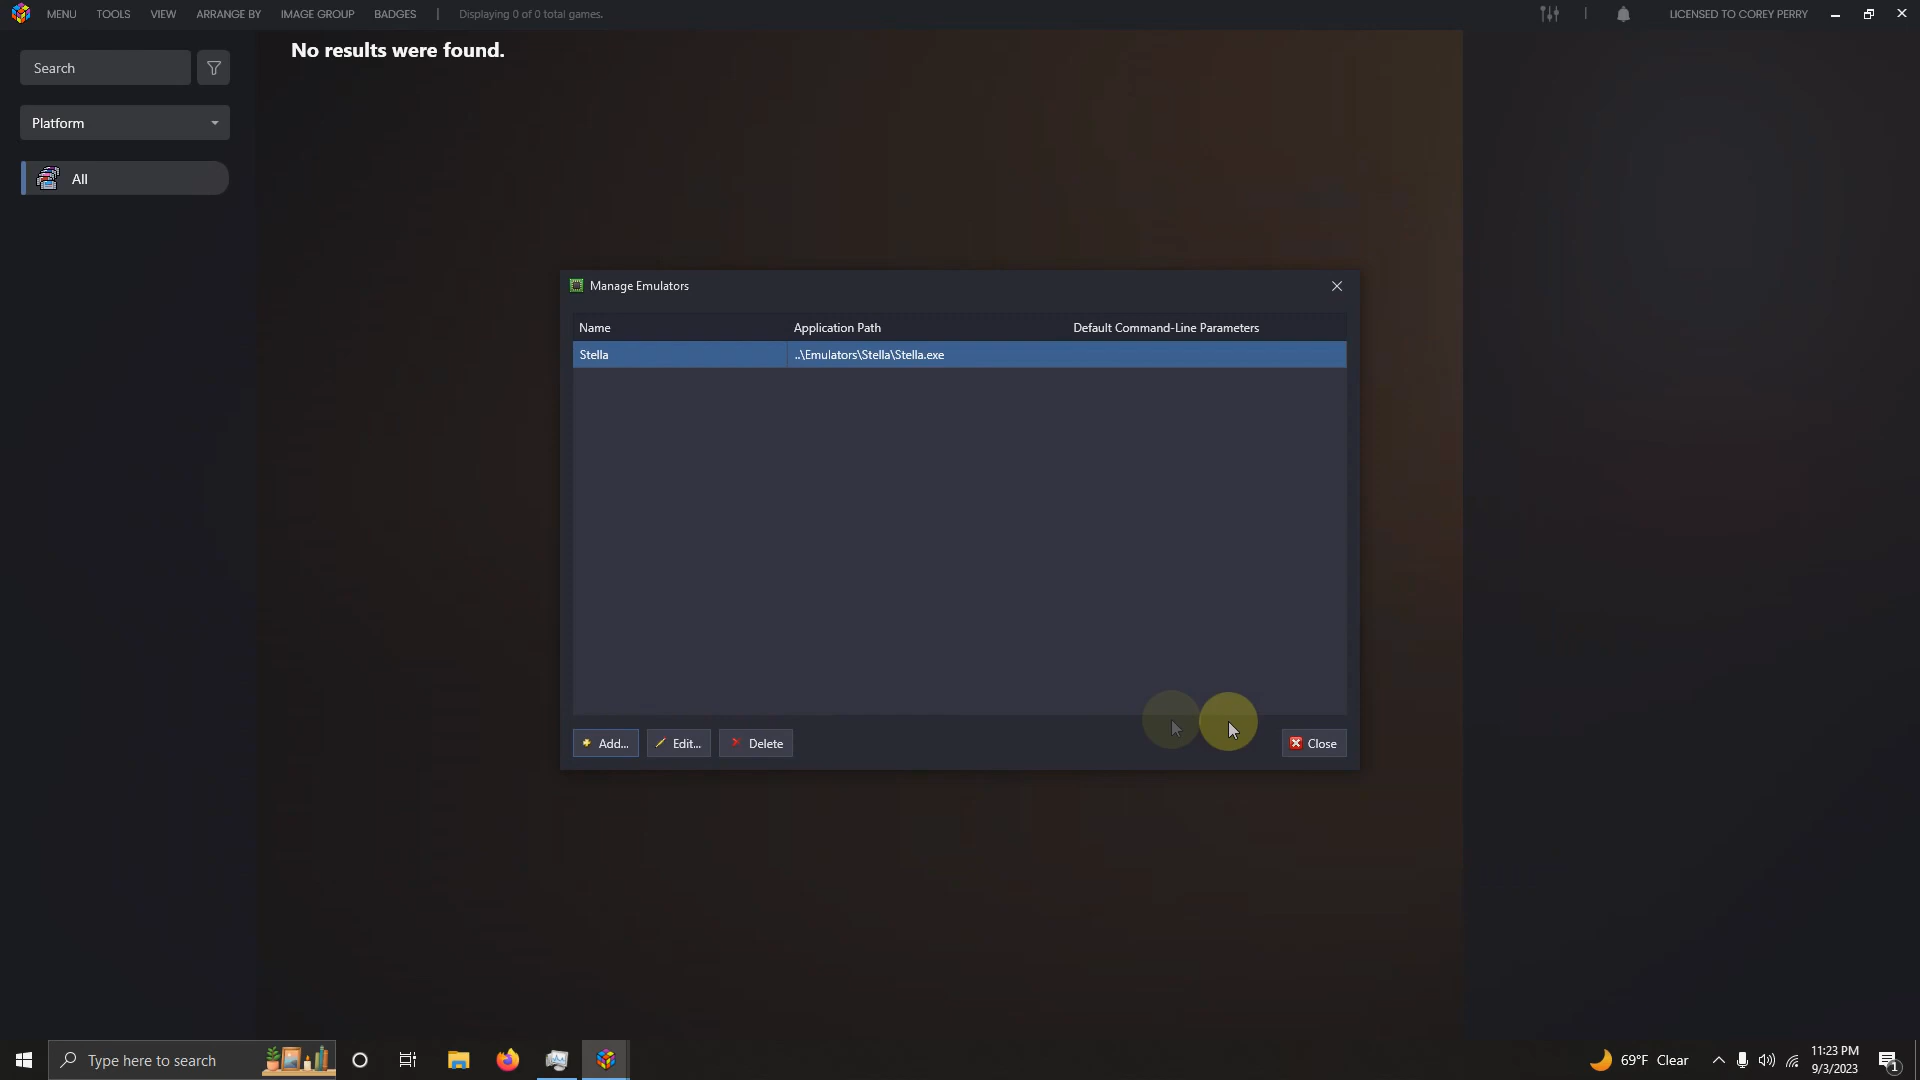 MENU TOOLS VIEW ARRANGE BY IMAGE GROUP BADGES | Displaying 0 of 0 total games. | LICENSED TO COREY PERRY
No results were found.
Search
Platform
All
Manage Emulators
Name Application Path Default Command-Line Parameters
Stella ..\Emulators\Stella\Stella.exe
Add... Edit... Delete Close
Type here to search
69°F Clear
11:23 PM
9/3/2023
1